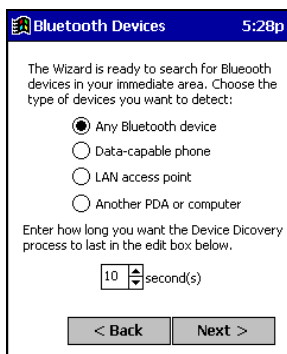 Bluetooth Devices 5:28p
The Wizard is ready to search for Blueooth
devices in your immediate area. Choose the
type of devices you want to detect:
Any Bluetooth device
Data-capable phone
LAN access point
Another PDA or computer
Enter how long you want the Device Dicovery
process to last in the edit box below.
10 second(s)
< Back Next >